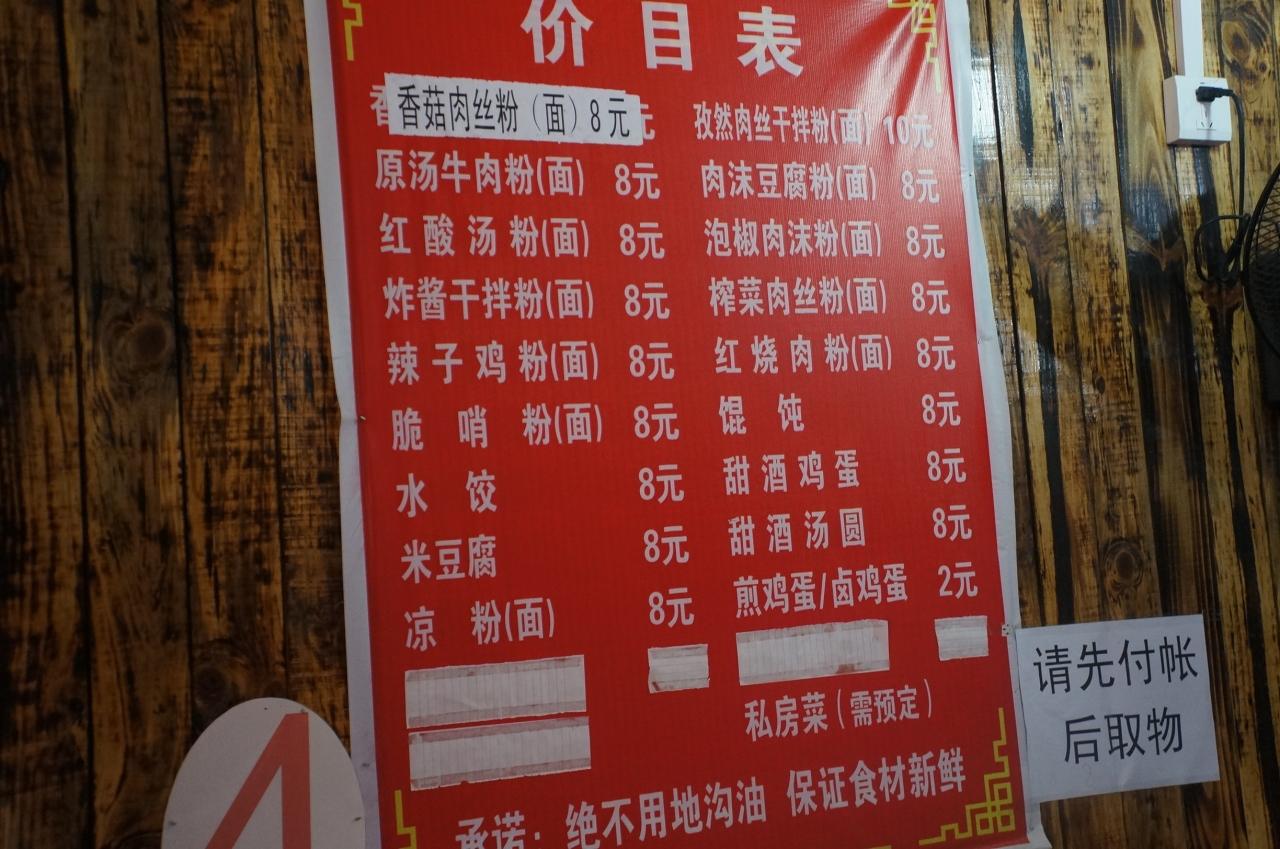 价目表
香菇肉丝粉（面）8元
原汤牛肉粉(面) 8元
红酸汤粉(面) 8元
炸酱干拌粉(面) 8元
辣子鸡粉(面) 8元
脆哨粉(面) 8元
水饺 8元
米豆腐 8元
凉粉(面) 8元
孜然肉丝干拌粉(面) 10元
肉沫豆腐粉(面) 8元
泡椒肉沫粉(面) 8元
榨菜肉丝粉(面) 8元
红烧肉粉(面) 8元
馄饨 8元
甜酒鸡蛋 8元
甜酒汤圆 8元
煎鸡蛋/卤鸡蛋 2元
私房菜（需预定）
承诺：绝不用地沟油 保证食材新鲜
请先付帐
后取物